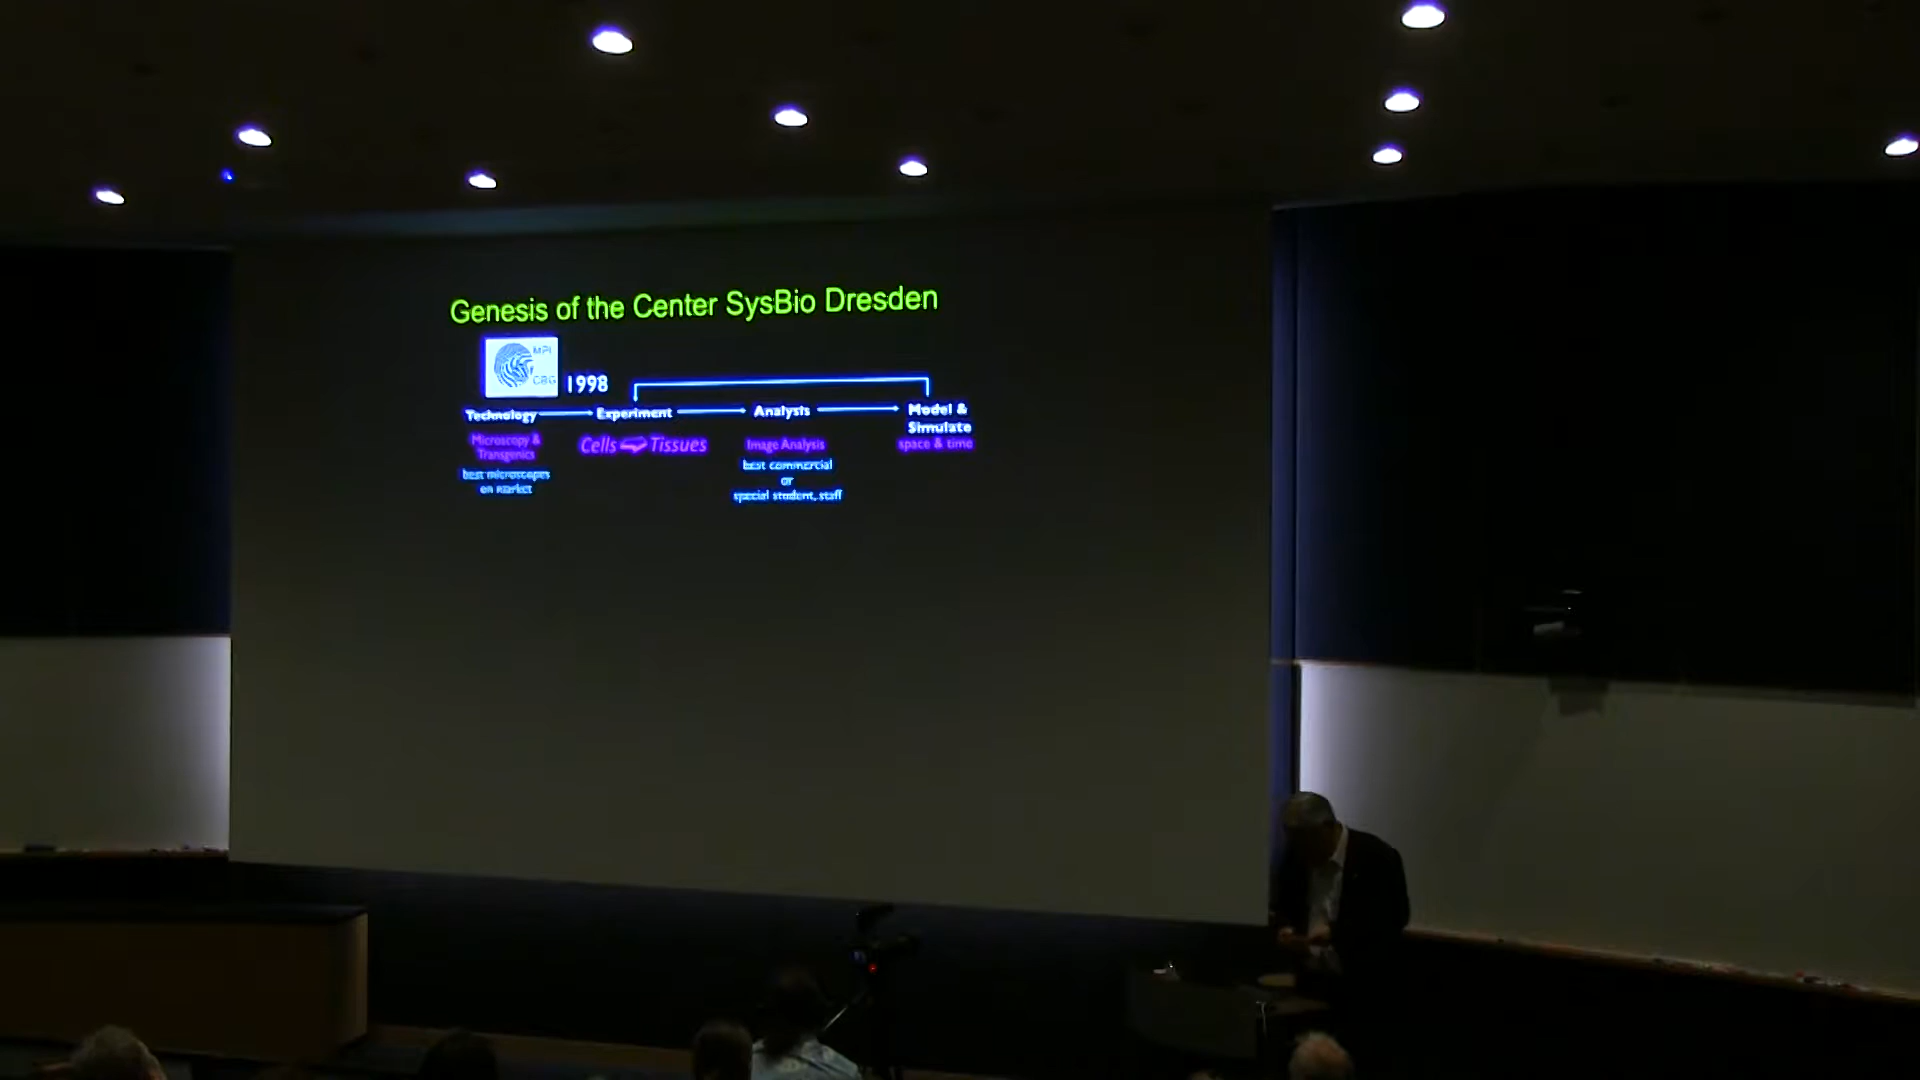 Genesis of the Center SysBio Dresden
MPI
f
CBG
1998
Technology
Experiment
Analysis
Model &
Simulate
Microscopy &
Transgenics
Cells
Tissues
Image Analysis
space & time
best microscopes
on market
best commercial
or
special student, staff